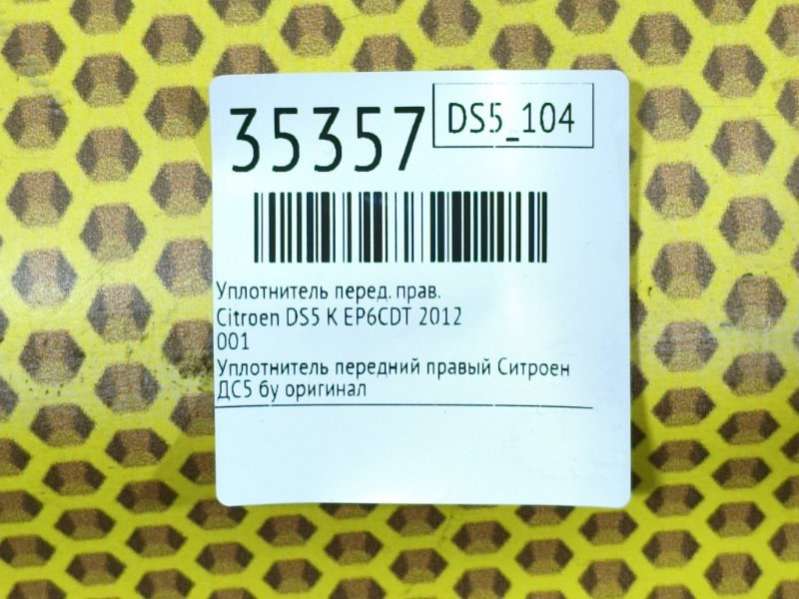 35357
DS5_104
Уплотнитель перед. прав.
Citroen DS5 K EP6CDT 2012
001
Уплотнитель передний правый Ситроен
ДС5 бу оригинал